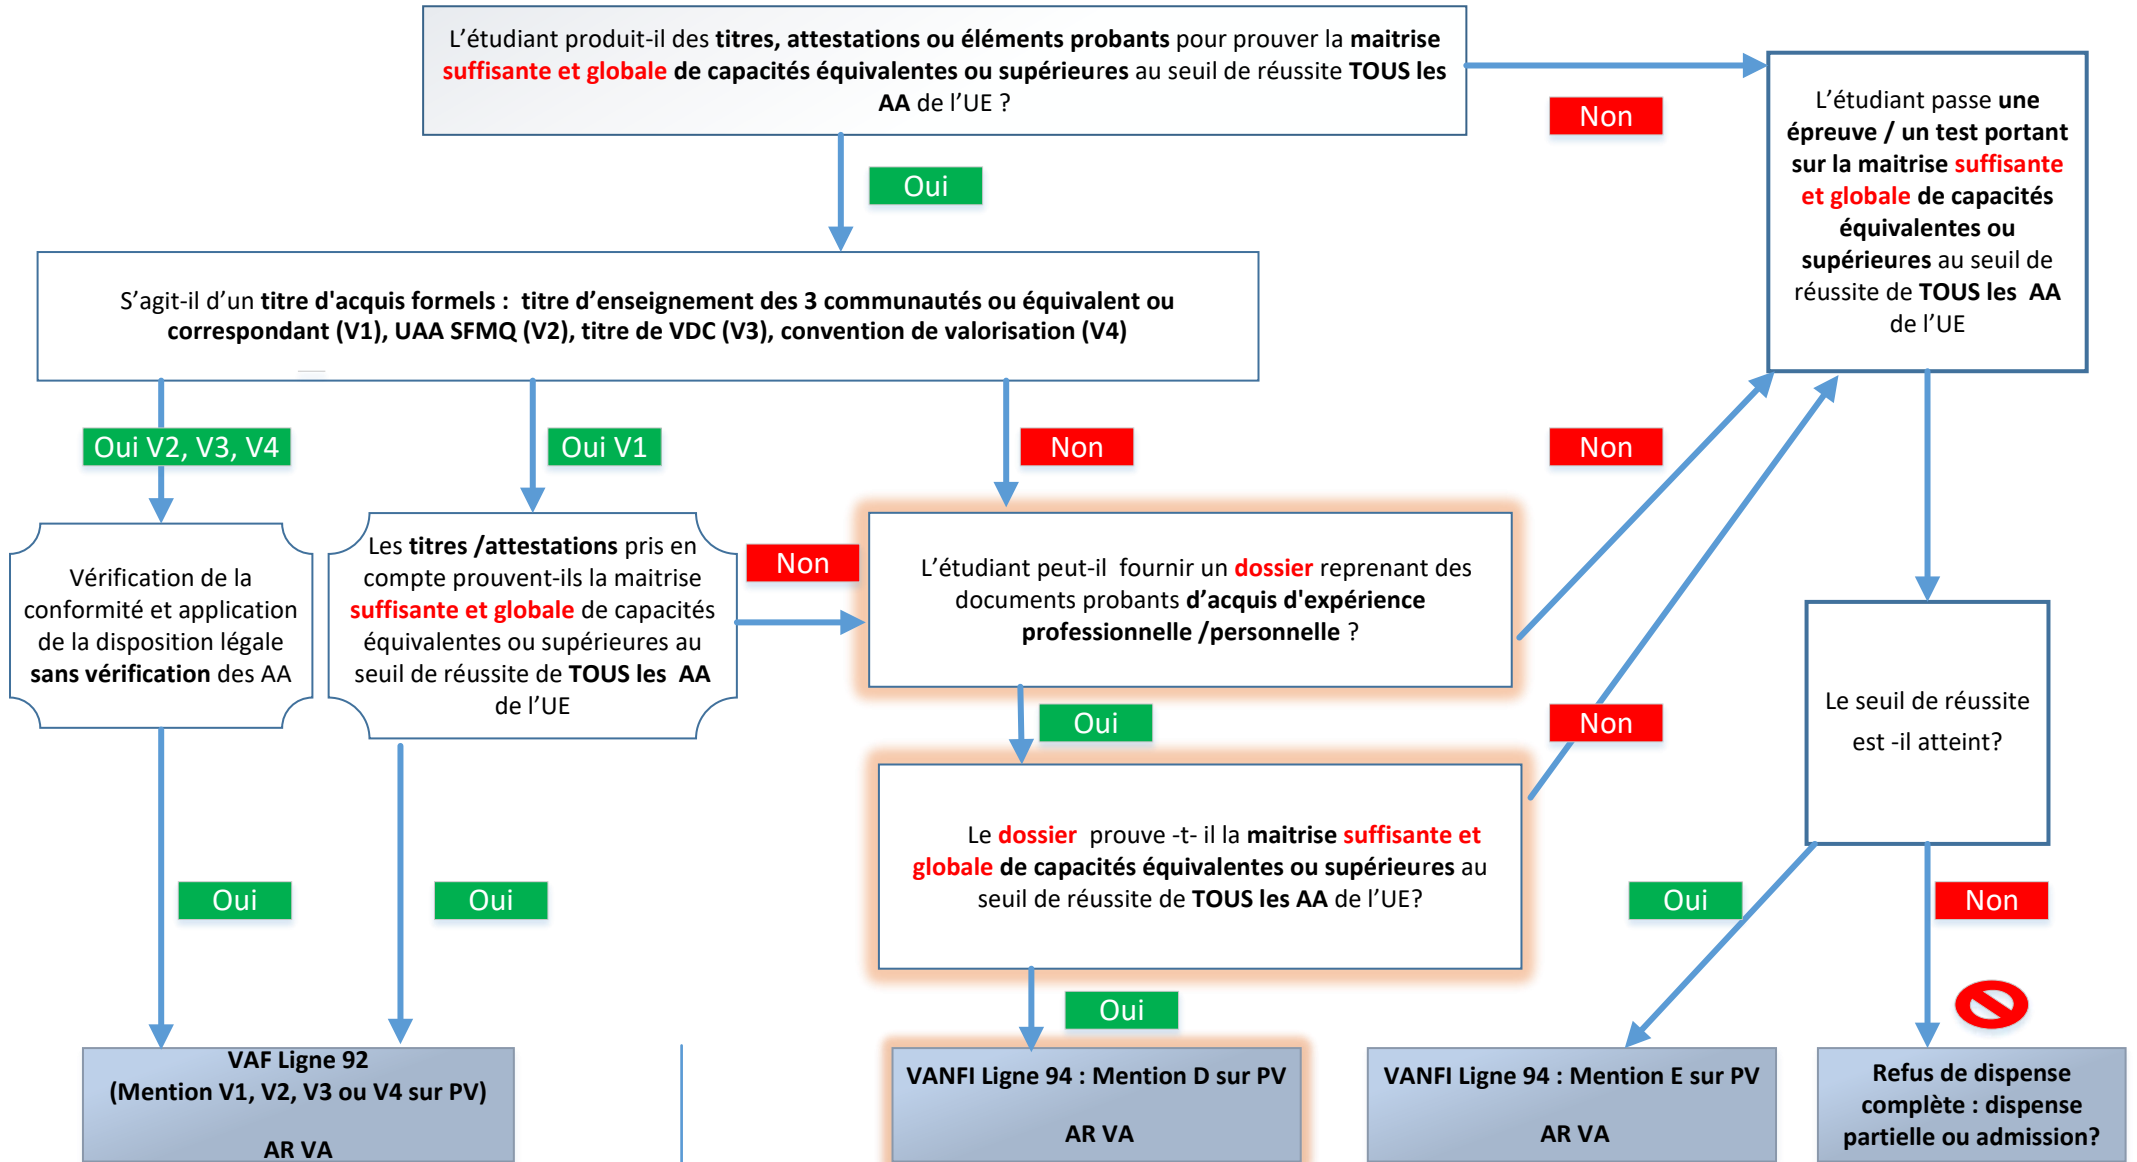 L’étudiant produit-il des titres, attestations ou éléments probants pour prouver la maitrise
suffisante et globale de capacités équivalentes ou supérieures au seuil de réussite TOUS les
AA de l’UE ?
Non
L’étudiant passe une
épreuve / un test portant
sur la maitrise suffisante
et globale de capacités
équivalentes ou
supérieures au seuil de
réussite de TOUS les AA
de l’UE
Oui
S’agit-il d’un titre d'acquis formels : titre d’enseignement des 3 communautés ou équivalent ou
correspondant (V1), UAA SFMQ (V2), titre de VDC (V3), convention de valorisation (V4)
Oui V2, V3, V4
Oui V1
Non
Non
Vérification de la
conformité et application
de la disposition légale
sans vérification des AA
Les titres /attestations pris en
compte prouvent-ils la maitrise
suffisante et globale de capacités
équivalentes ou supérieures au
seuil de réussite de TOUS les AA
de l’UE
Non
L’étudiant peut-il fournir un dossier reprenant des
documents probants d’acquis d'expérience
professionnelle /personnelle ?
Oui
Non
Le seuil de réussite
est -il atteint?
Le dossier prouve -t- il la maitrise suffisante et
globale de capacités équivalentes ou supérieures au
seuil de réussite de TOUS les AA de l’UE?
Oui
Oui
Oui
Non
Oui
VAF Ligne 92
(Mention V1, V2, V3 ou V4 sur PV)
AR VA
VANFI Ligne 94 : Mention D sur PV
AR VA
VANFI Ligne 94 : Mention E sur PV
AR VA
Refus de dispense
complète : dispense
partielle ou admission?